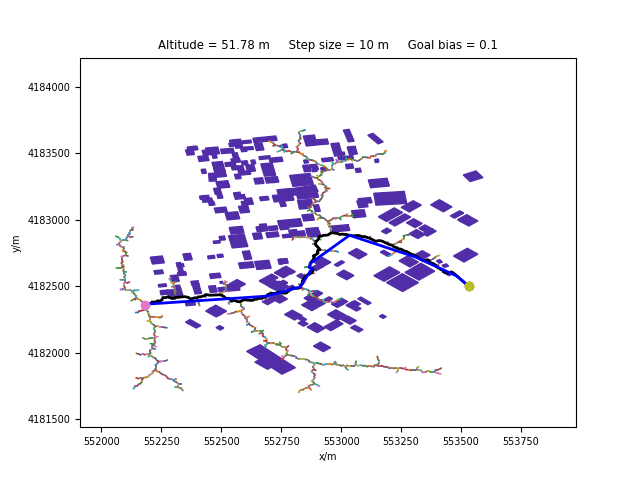 Altitude = 51.78 m     Step size = 10 m     Goal bias = 0.1
4184000
4183500
4183000
4182500
4182000
4181500
y/m
552000 552250 552500 552750 553000 553250 553500 553750
x/m